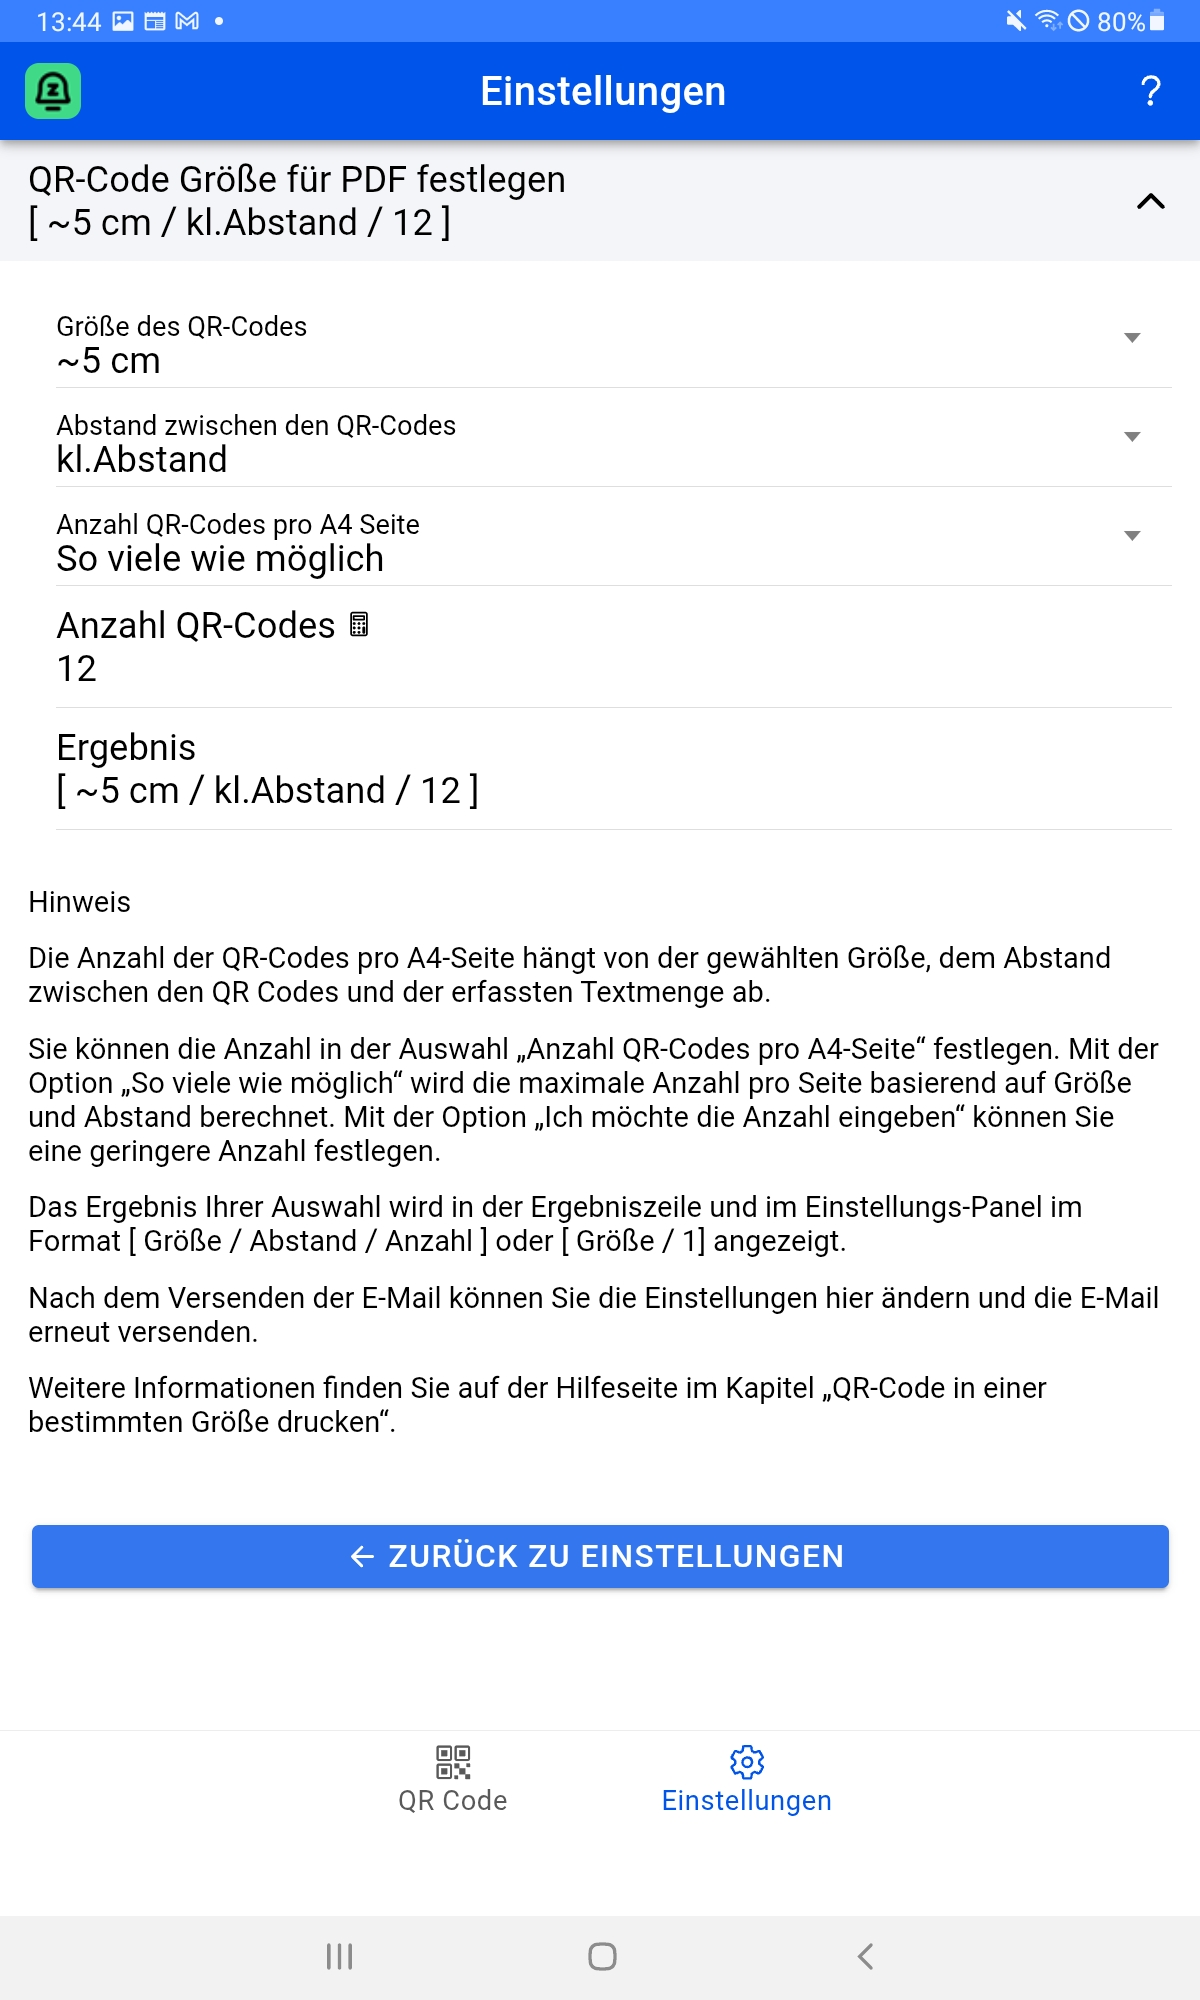 13:44
80%
Einstellungen
?
QR-Code Größe für PDF festlegen
[ ~5 cm / kl.Abstand / 12 ]
Größe des QR-Codes
~5 cm
Abstand zwischen den QR-Codes
kl.Abstand
Anzahl QR-Codes pro A4 Seite
So viele wie möglich
Anzahl QR-Codes
12
Ergebnis
[ ~5 cm / kl.Abstand / 12 ]
Hinweis
Die Anzahl der QR-Codes pro A4-Seite hängt von der gewählten Größe, dem Abstand
zwischen den QR Codes und der erfassten Textmenge ab.
Sie können die Anzahl in der Auswahl „Anzahl QR-Codes pro A4-Seite“ festlegen. Mit der
Option „So viele wie möglich“ wird die maximale Anzahl pro Seite basierend auf Größe
und Abstand berechnet. Mit der Option „Ich möchte die Anzahl eingeben“ können Sie
eine geringere Anzahl festlegen.
Das Ergebnis Ihrer Auswahl wird in der Ergebniszeile und im Einstellungs-Panel im
Format [ Größe / Abstand / Anzahl ] oder [ Größe / 1] angezeigt.
Nach dem Versenden der E-Mail können Sie die Einstellungen hier ändern und die E-Mail
erneut versenden.
Weitere Informationen finden Sie auf der Hilfeseite im Kapitel „QR-Code in einer
bestimmten Größe drucken“.
← ZURÜCK ZU EINSTELLUNGEN
QR Code
Einstellungen